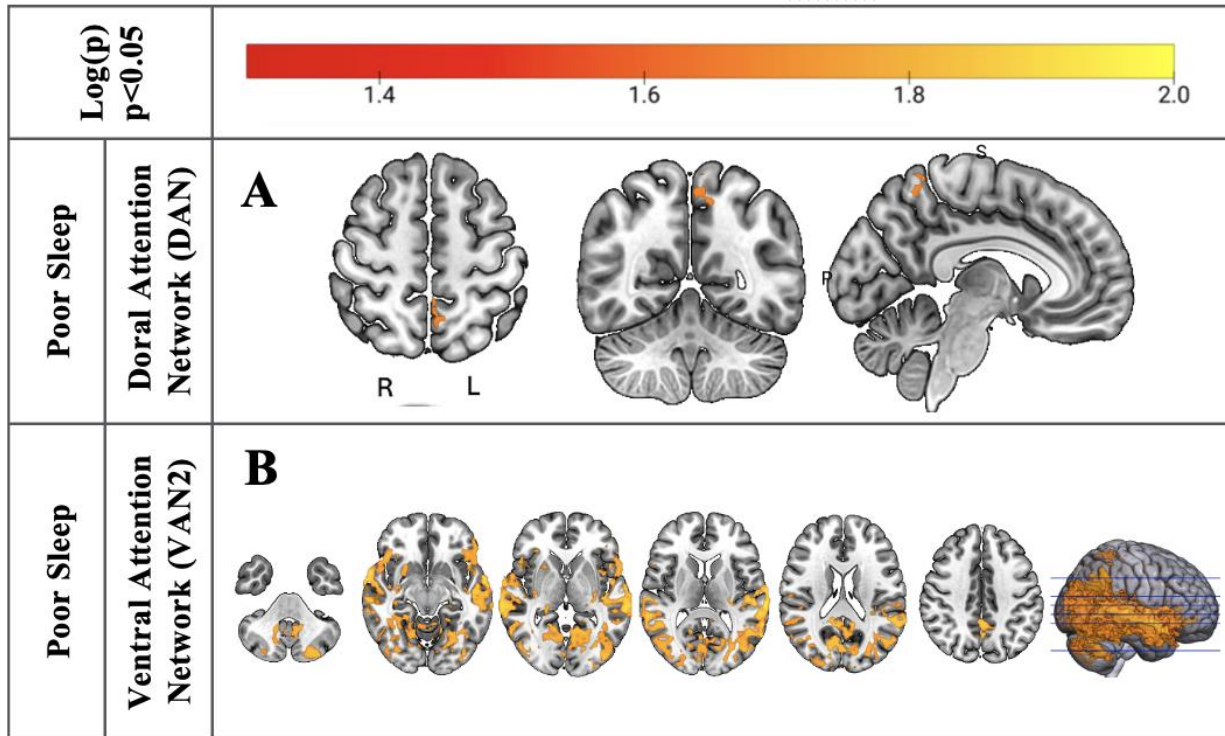 Log(p)
p<0.05
1.4 1.6 1.8 2.0
Poor Sleep
Doral Attention
Network (DAN)
A
S
P
R L
Poor Sleep
Ventral Attention
Network (VAN2)
B